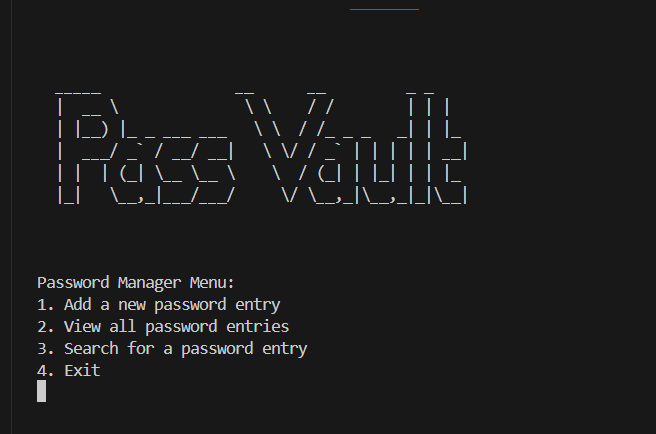 Pass Vault
Password Manager Menu:
1. Add a new password entry
2. View all password entries
3. Search for a password entry
4. Exit